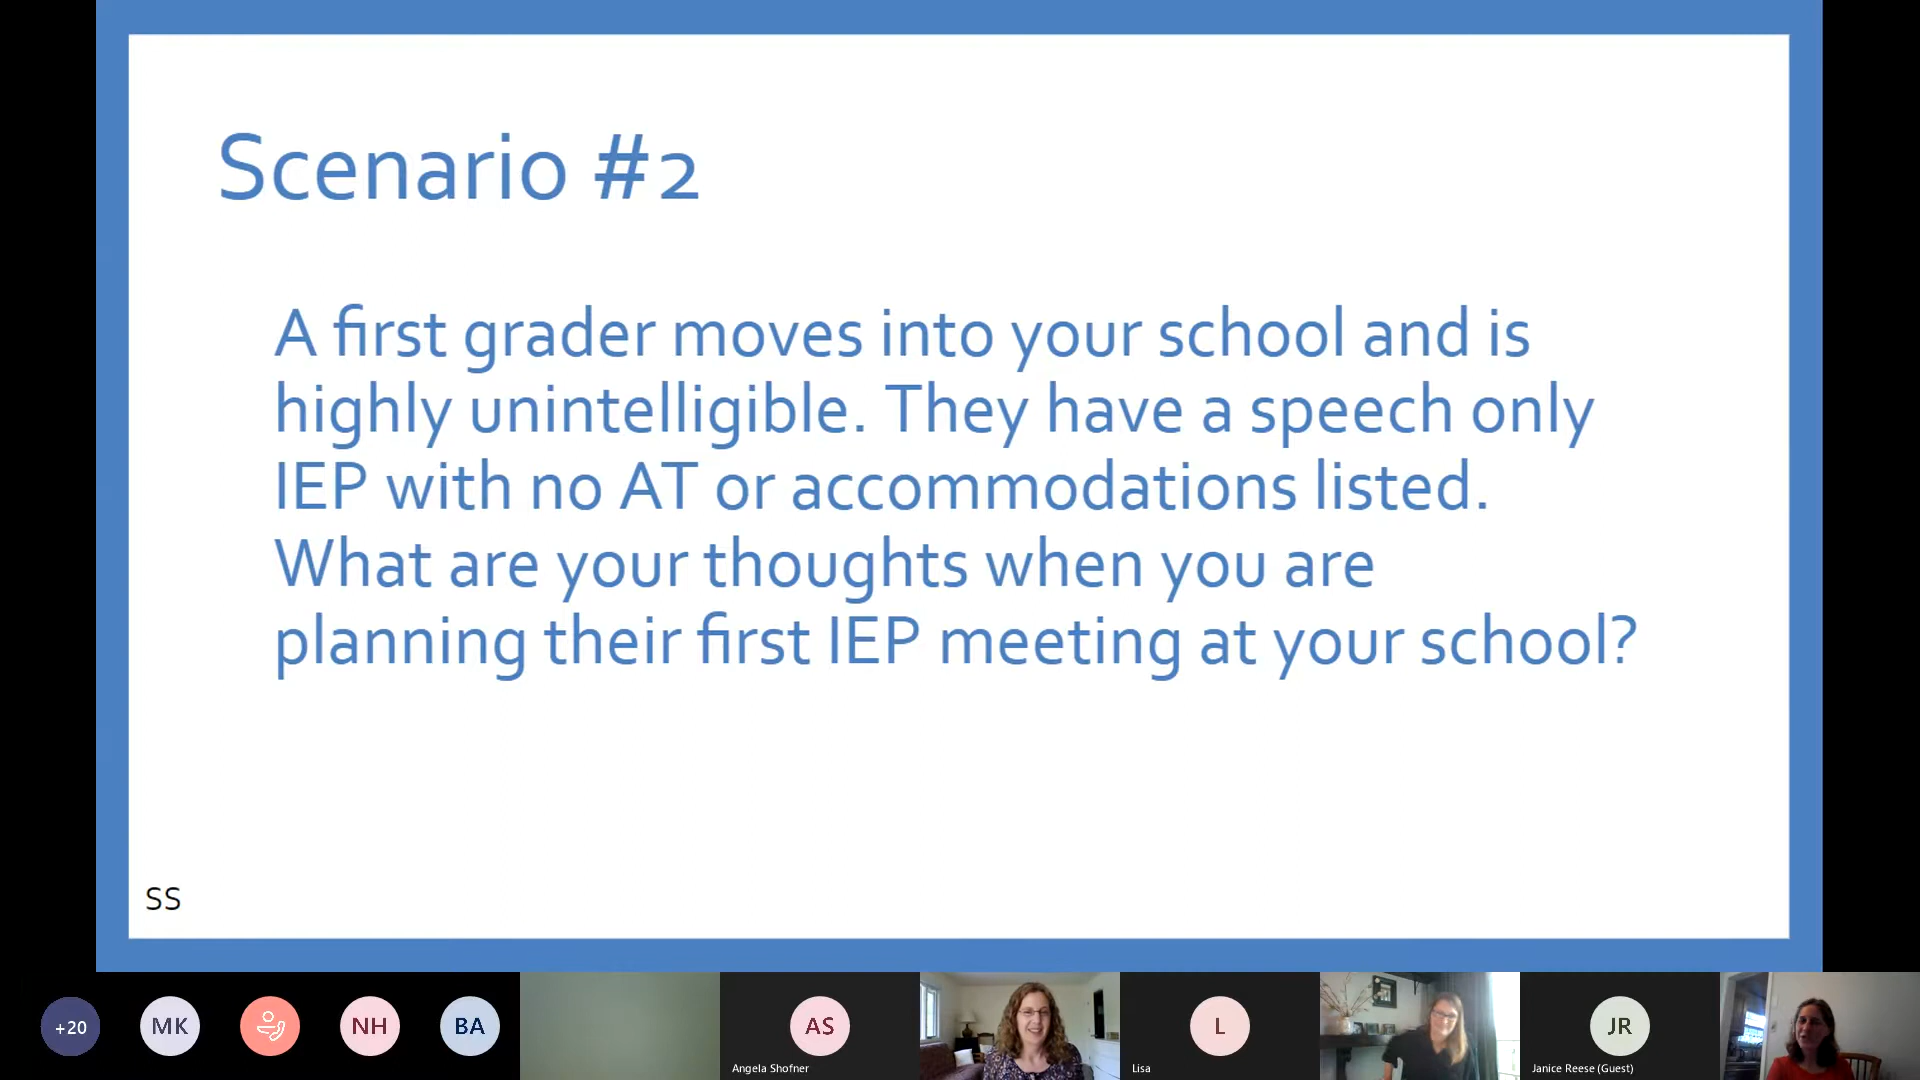 Scenario #2
A first grader moves into your school and is
highly unintelligible. They have a speech only
IEP with no AT or accommodations listed.
What are your thoughts when you are
planning their first IEP meeting at your school?
SS
+20
MK
NH
BA
AS
L
JR
Angela Shofner
Lisa
Janice Reese (Guest)